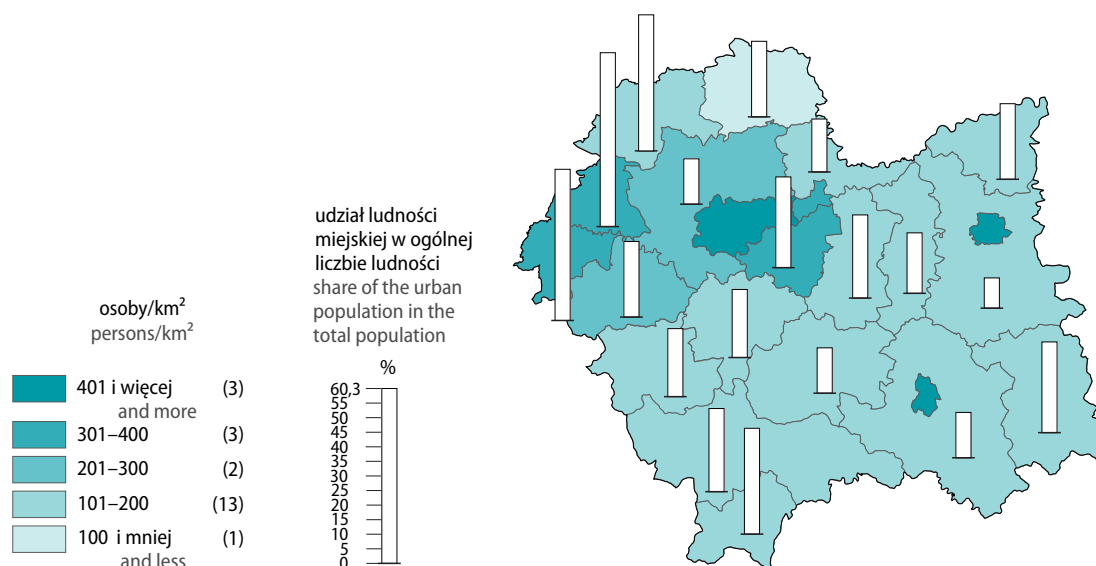 osoby/km²
persons/km²
401 i więcej (3)
and more
301–400 (3)
201–300 (2)
101–200 (13)
100 i mniej (1)
and less
udział ludności
miejskiej w ogólnej
liczbie ludności
share of the urban
population in the
total population
%
60,3
55
50
45
40
35
30
25
20
15
10
5
0